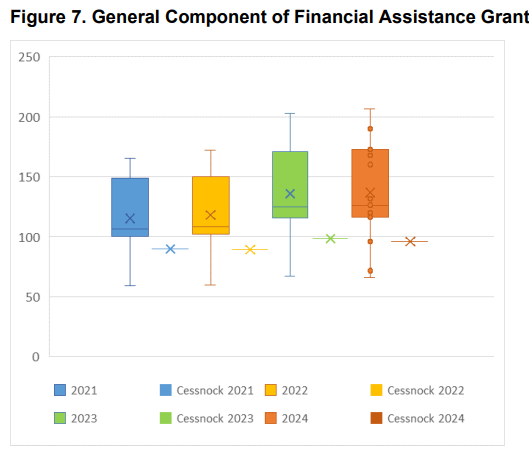 Figure 7. General Component of Financial Assistance Grant
250
200
150
100
50
0
2021 Cessnock 2021 2022 Cessnock 2022
2023 Cessnock 2023 2024 Cessnock 2024